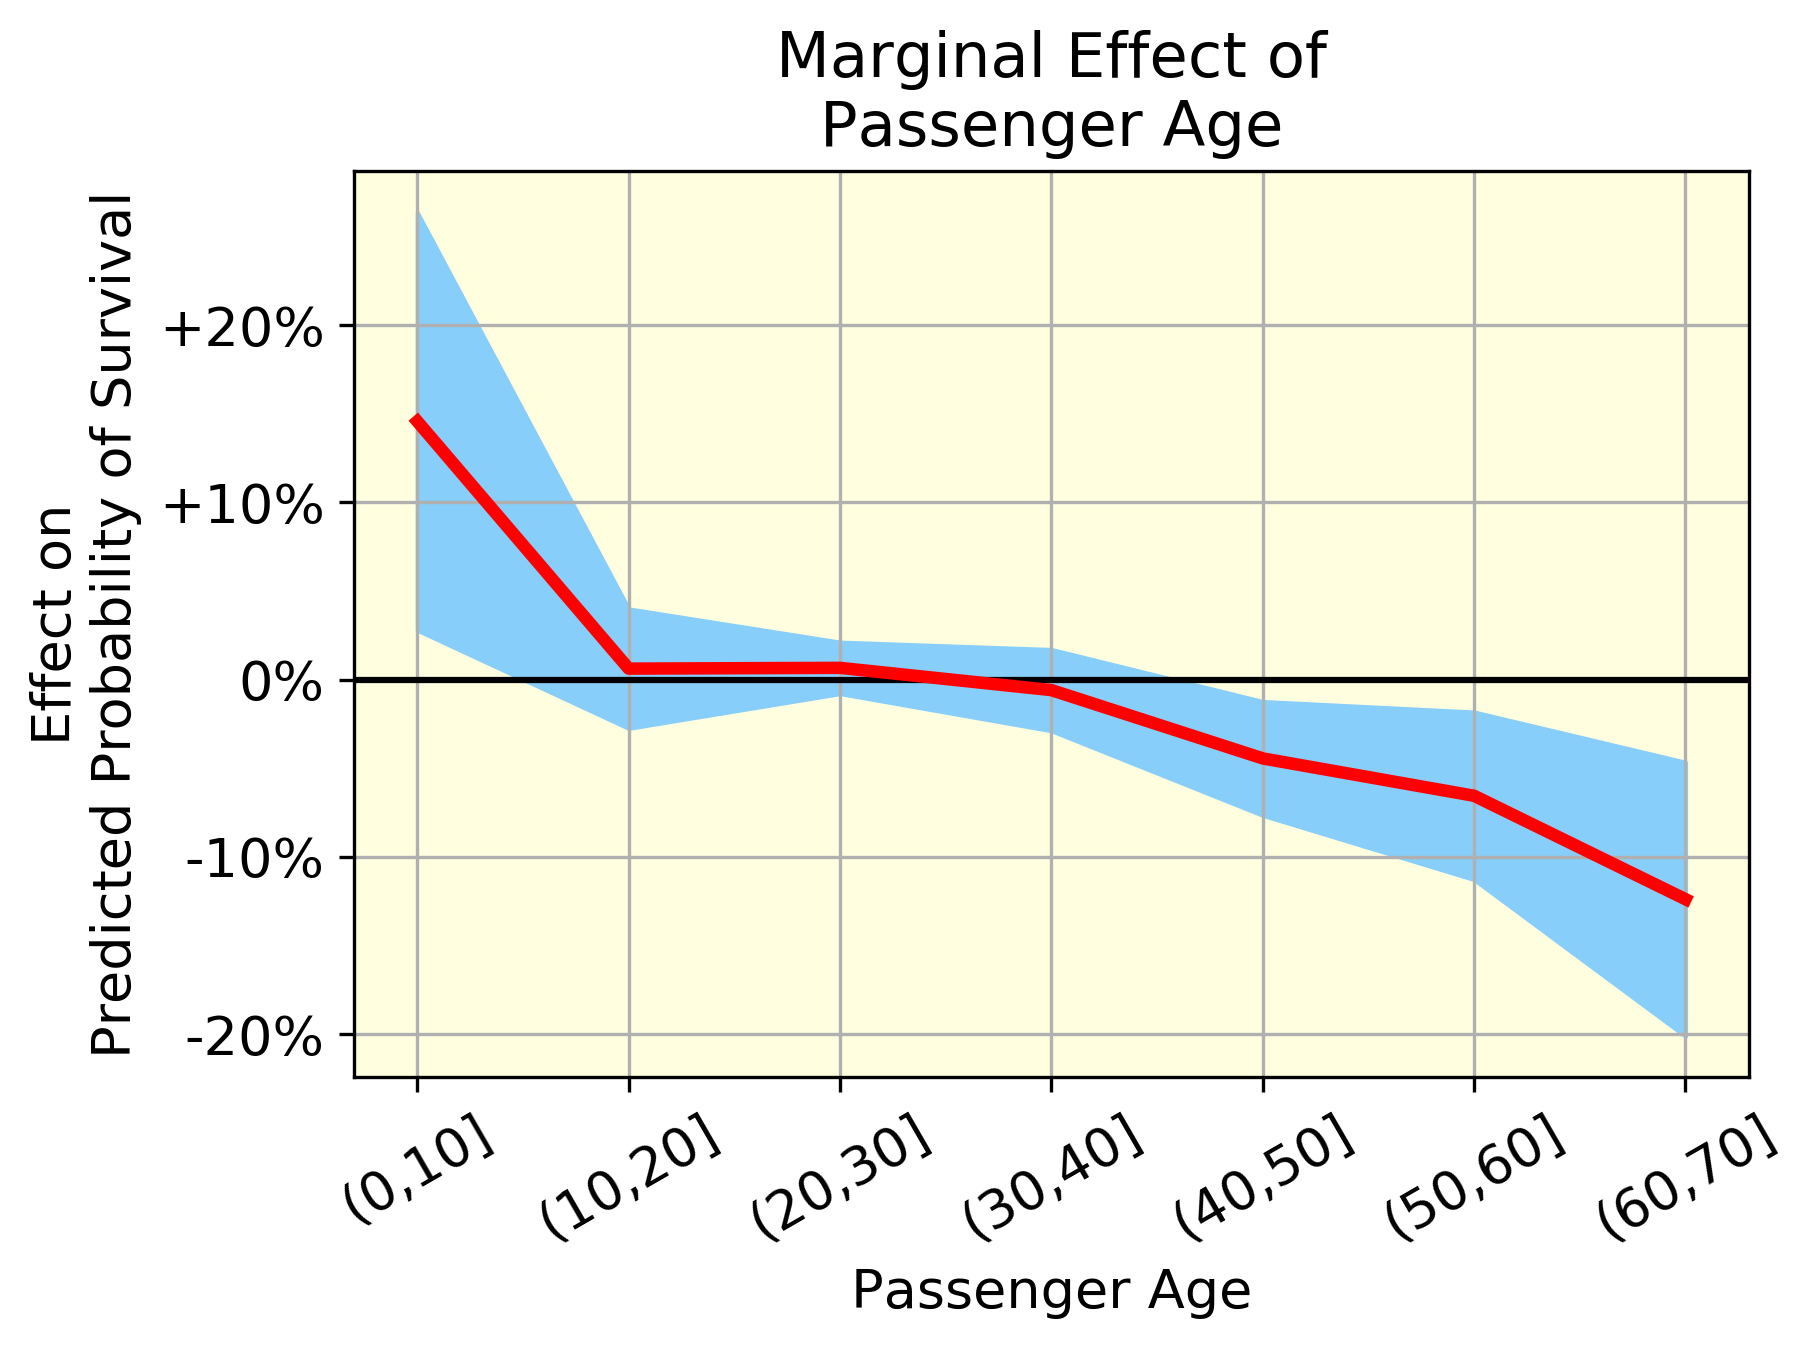 Marginal Effect of
Passenger Age
Effect on
Predicted Probability of Survival
+20%
+10%
0%
-10%
-20%
(0,10]
(10,20]
(20,30]
(30,40]
(40,50]
(50,60]
(60,70]
Passenger Age